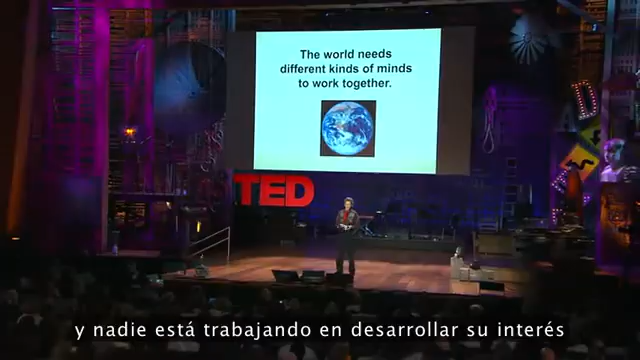 The world needs
different kinds of minds
to work together.
TED
y nadie está trabajando en desarrollar su interés